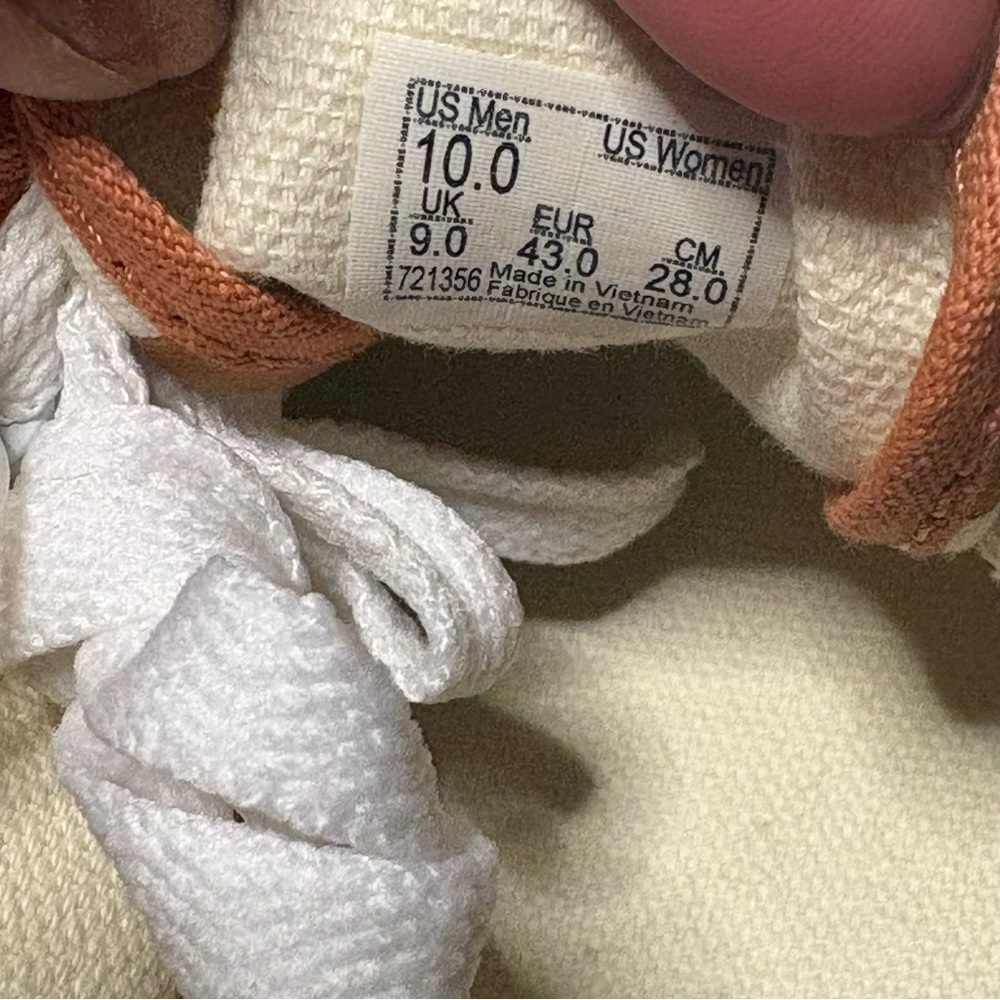 US Men US Women
10.0
UK EUR CM
9.0 43.0 28.0
721356 Made in Vietnam
Fabrique en Vietnam